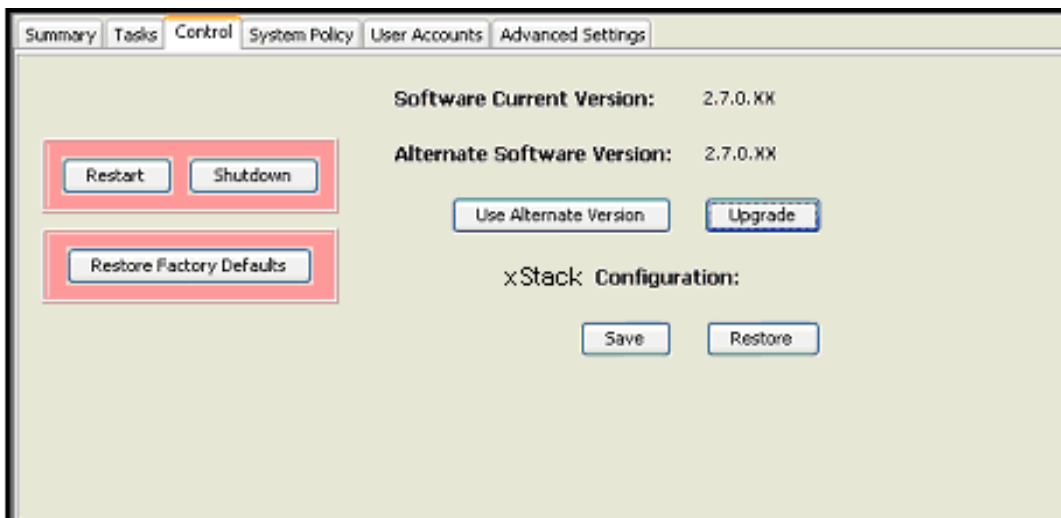 Summary Tasks Control System Policy User Accounts Advanced Settings
Software Current Version: 2.7.0.XX
Alternate Software Version: 2.7.0.XX
Restart Shutdown
Use Alternate Version Upgrade
Restore Factory Defaults
xStack Configuration:
Save Restore